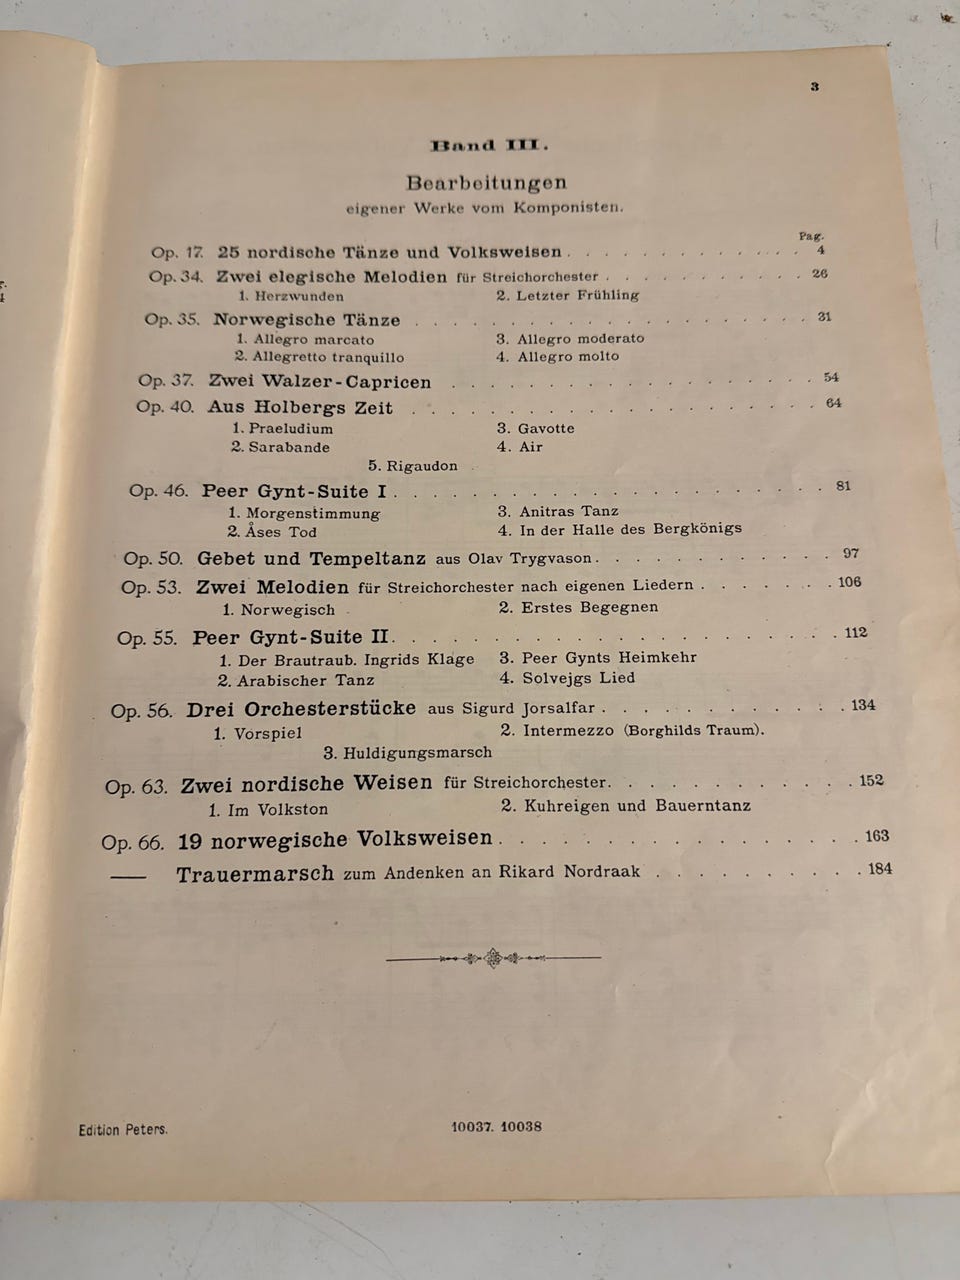 3
Band III.
Bearbeitungen
eigener Werke vom Komponisten.
Pag.
Op. 17. 25 nordische Tänze und Volksweisen . . . . . . . . . . . . 4
Op. 34. Zwei elegische Melodien für Streichorchester . . . . . . . . . . 26
1. Herzwunden 2. Letzter Frühling
Op. 35. Norwegische Tänze . . . . . . . . . . . . . . . . . . 31
1. Allegro marcato 3. Allegro moderato
2. Allegretto tranquillo 4. Allegro molto
Op. 37. Zwei Walzer-Capricen . . . . . . . . . . . . . . . . . 54
Op. 40. Aus Holbergs Zeit . . . . . . . . . . . . . . . . . . 64
1. Praeludium 3. Gavotte
2. Sarabande 4. Air
5. Rigaudon
Op. 46. Peer Gynt-Suite I . . . . . . . . . . . . . . . . . . 81
1. Morgenstimmung 3. Anitras Tanz
2. Åses Tod 4. In der Halle des Bergkönigs
Op. 50. Gebet und Tempeltanz aus Olav Trygvason . . . . . . . . . . 97
Op. 53. Zwei Melodien für Streichorchester nach eigenen Liedern . . . . . . 106
1. Norwegisch 2. Erstes Begegnen
Op. 55. Peer Gynt-Suite II . . . . . . . . . . . . . . . . . . 112
1. Der Brautraub. Ingrids Klage 3. Peer Gynts Heimkehr
2. Arabischer Tanz 4. Solvejgs Lied
Op. 56. Drei Orchesterstücke aus Sigurd Jorsalfar . . . . . . . . . . 134
1. Vorspiel 2. Intermezzo (Borghilds Traum).
3. Huldigungsmarsch
Op. 63. Zwei nordische Weisen für Streichorchester . . . . . . . . . 152
1. Im Volkston 2. Kuhreigen und Bauerntanz
Op. 66. 19 norwegische Volksweisen . . . . . . . . . . . . . . 163
— Trauermarsch zum Andenken an Rikard Nordraak . . . . . . . . 184
Edition Peters. 10037. 10038